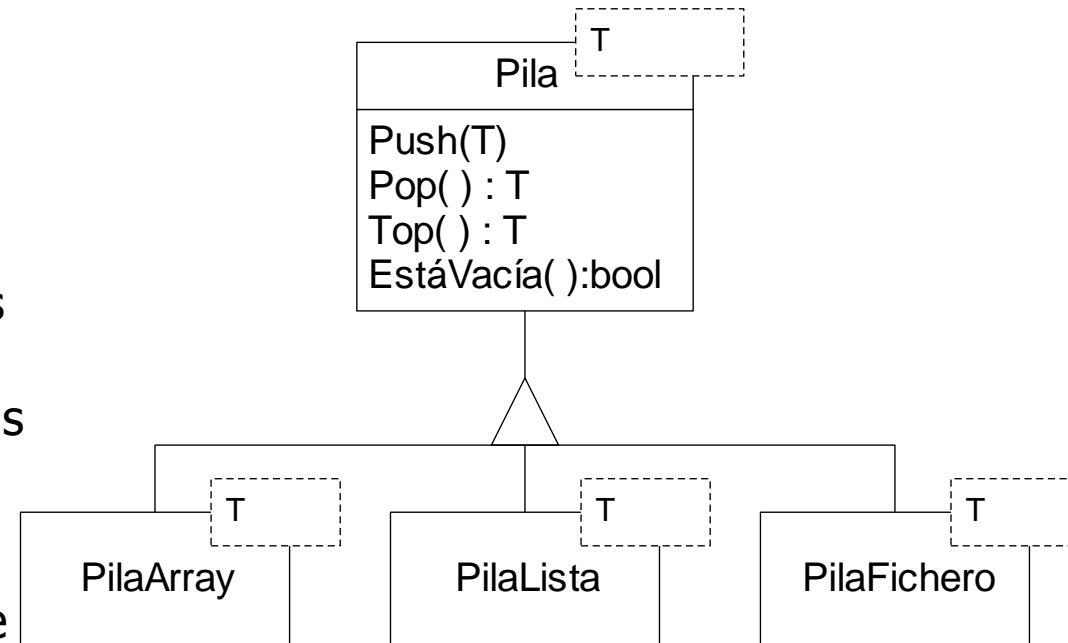 T
Pila
Push(T)
Pop( ) : T
Top( ) : T
EstáVacía( ):bool
s
s
T
T
T
PilaArray
PilaLista
PilaFichero
e